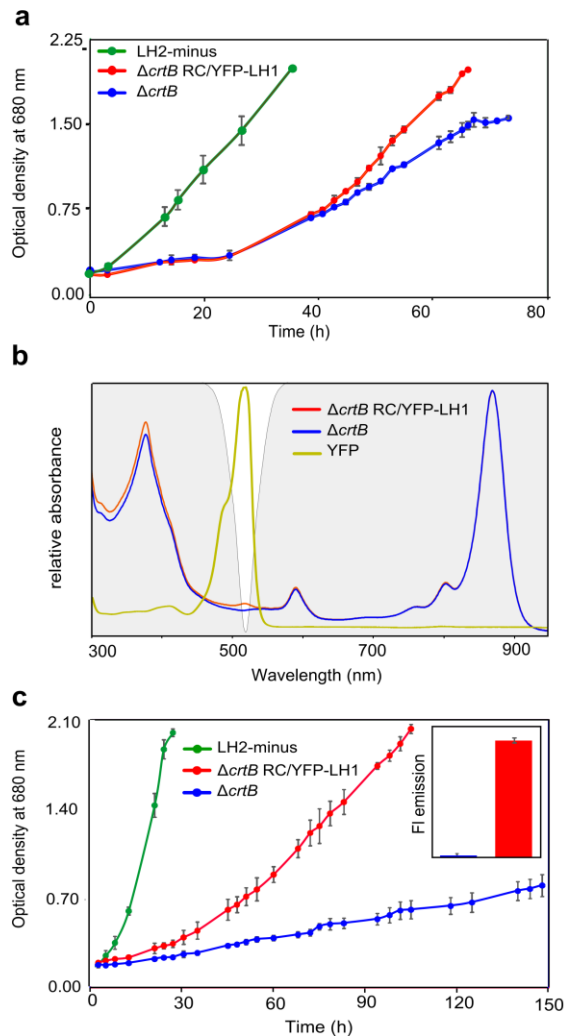 a
2.25
1.50
0.75
0.00
Optical density at 680 nm
LH2-minus
ΔcrtB RC/YFP-LH1
ΔcrtB
0 20 40 60 80
Time (h)
b
relative absorbance
ΔcrtB RC/YFP-LH1
ΔcrtB
YFP
300 500 700 900
Wavelength (nm)
c
2.10
1.40
0.70
0.00
Optical density at 680 nm
LH2-minus
ΔcrtB RC/YFP-LH1
ΔcrtB
Fl emission
0 30 60 90 120 150
Time (h)